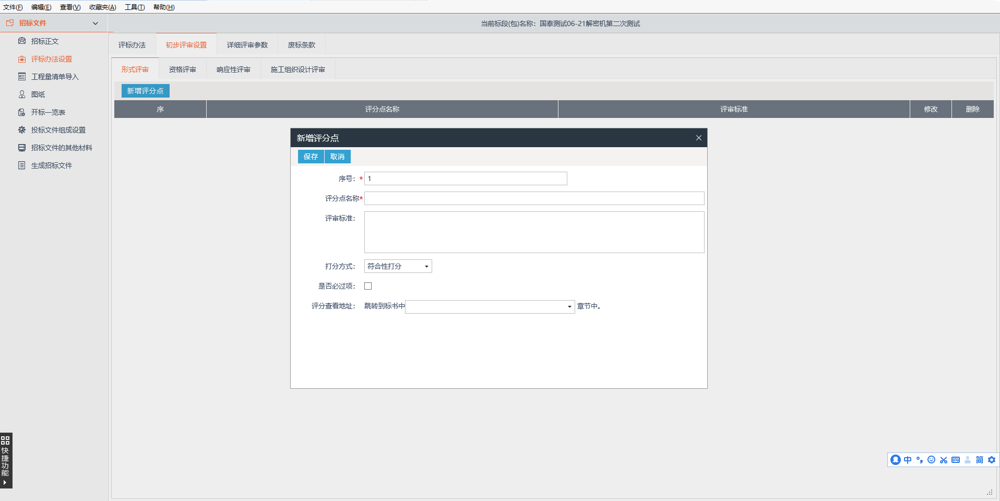 文件(F) 编辑(E) 查看(V) 收藏夹(A) 工具(T) 帮助(H)
招标文件
当前标段(包)名称：国泰测试06-21解密机第二次测试
招标正文
评标办法设置
工程量清单导入
图纸
开标一览表
投标文件组成设置
招标文件的其他材料
生成招标文件
评标办法 初步评审设置 详细评审参数 废标条款
形式评审 资格评审 响应性评审 施工组织设计评审
新增评分点
序 评分点名称 评审标准 修改 删除
新增评分点
保存 取消
序号：* 1
评分点名称*
评审标准：
打分方式： 符合性打分
是否必过项：
评分查看地址： 跳转到标书中 章节中。
快捷功能
中 简